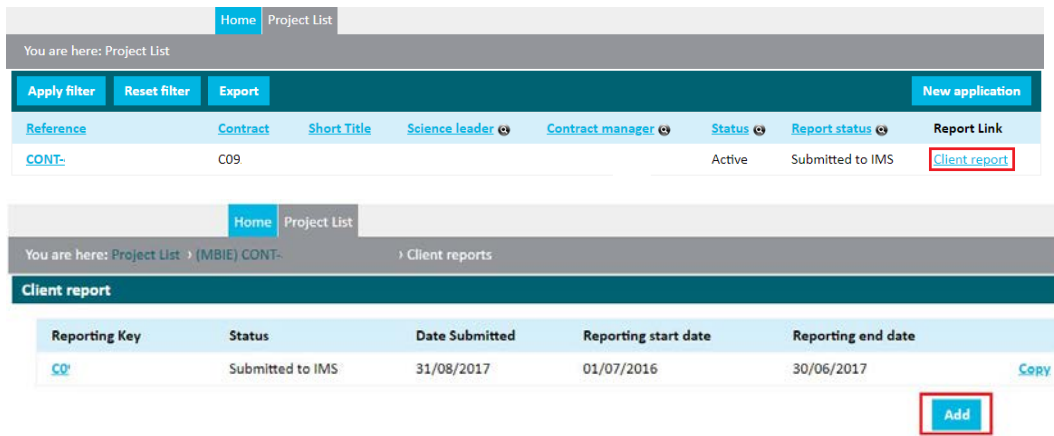 Home Project List
You are here: Project List
Apply filter Reset filter Export New application
Reference Contract Short Title Science leader Contract manager Status Report status Report Link
CONT- C09 Active Submitted to IMS Client report
Home Project List
You are here: Project List › (MBIE) CONT- › Client reports
Client report
Reporting Key Status Date Submitted Reporting start date Reporting end date
C0 Submitted to IMS 31/08/2017 01/07/2016 30/06/2017 Copy
Add